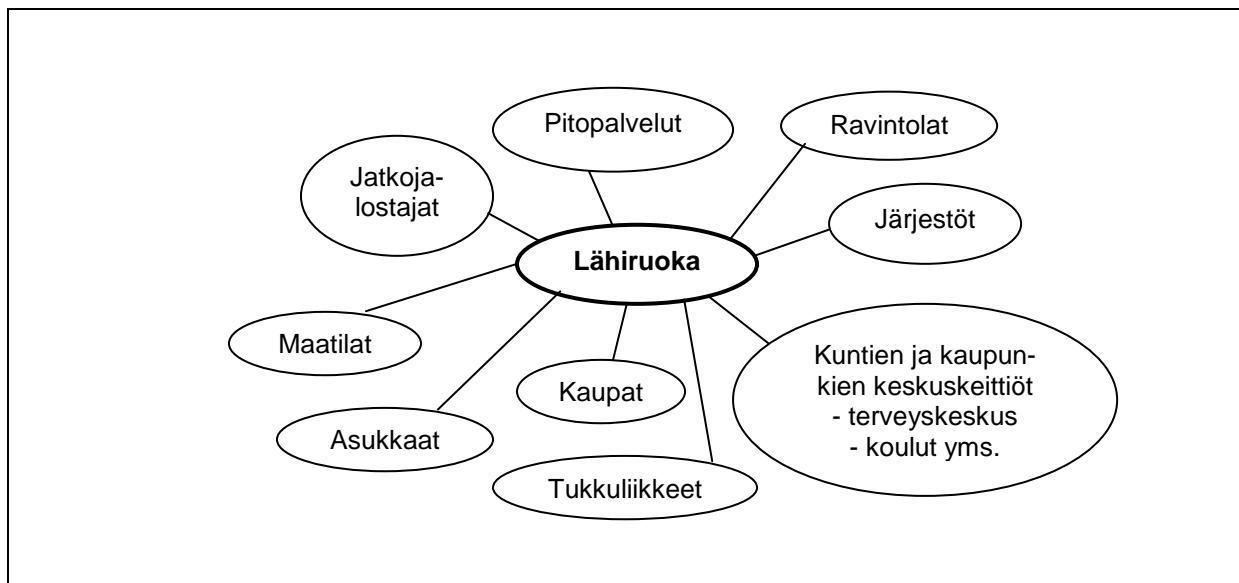 Pitopalvelut
Ravintolat
Jatkoja-
lostajat
Järjestöt
Lähiruoka
Maatilat
Kuntien ja kaupun-
kien keskuskeittiöt
- terveyskeskus
- koulut yms.
Kaupat
Asukkaat
Tukkuliikkeet